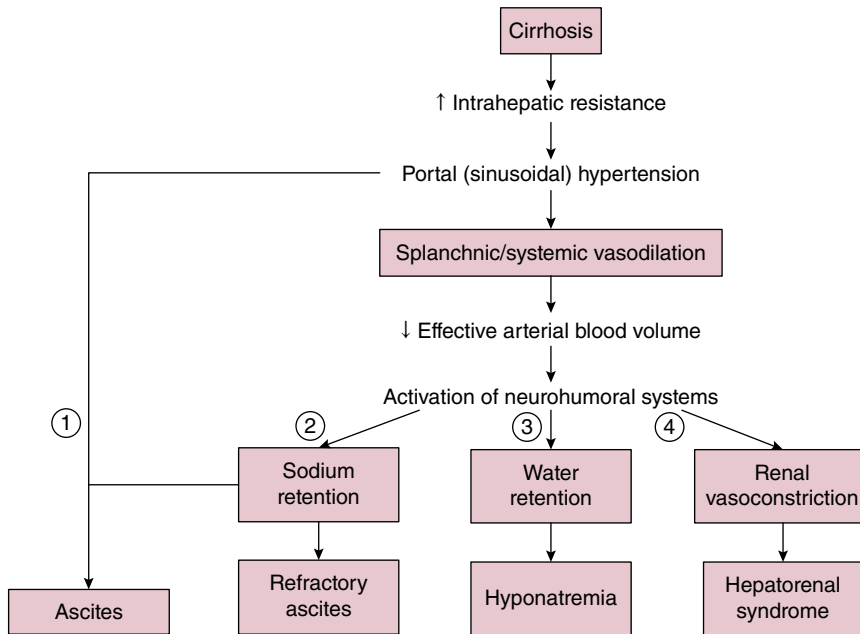 Cirrhosis
↑ Intrahepatic resistance
Portal (sinusoidal) hypertension
Splanchnic/systemic vasodilation
↓ Effective arterial blood volume
Activation of neurohumoral systems
1
2
3
4
Sodium
retention
Water
retention
Renal
vasoconstriction
Ascites
Refractory
ascites
Hyponatremia
Hepatorenal
syndrome